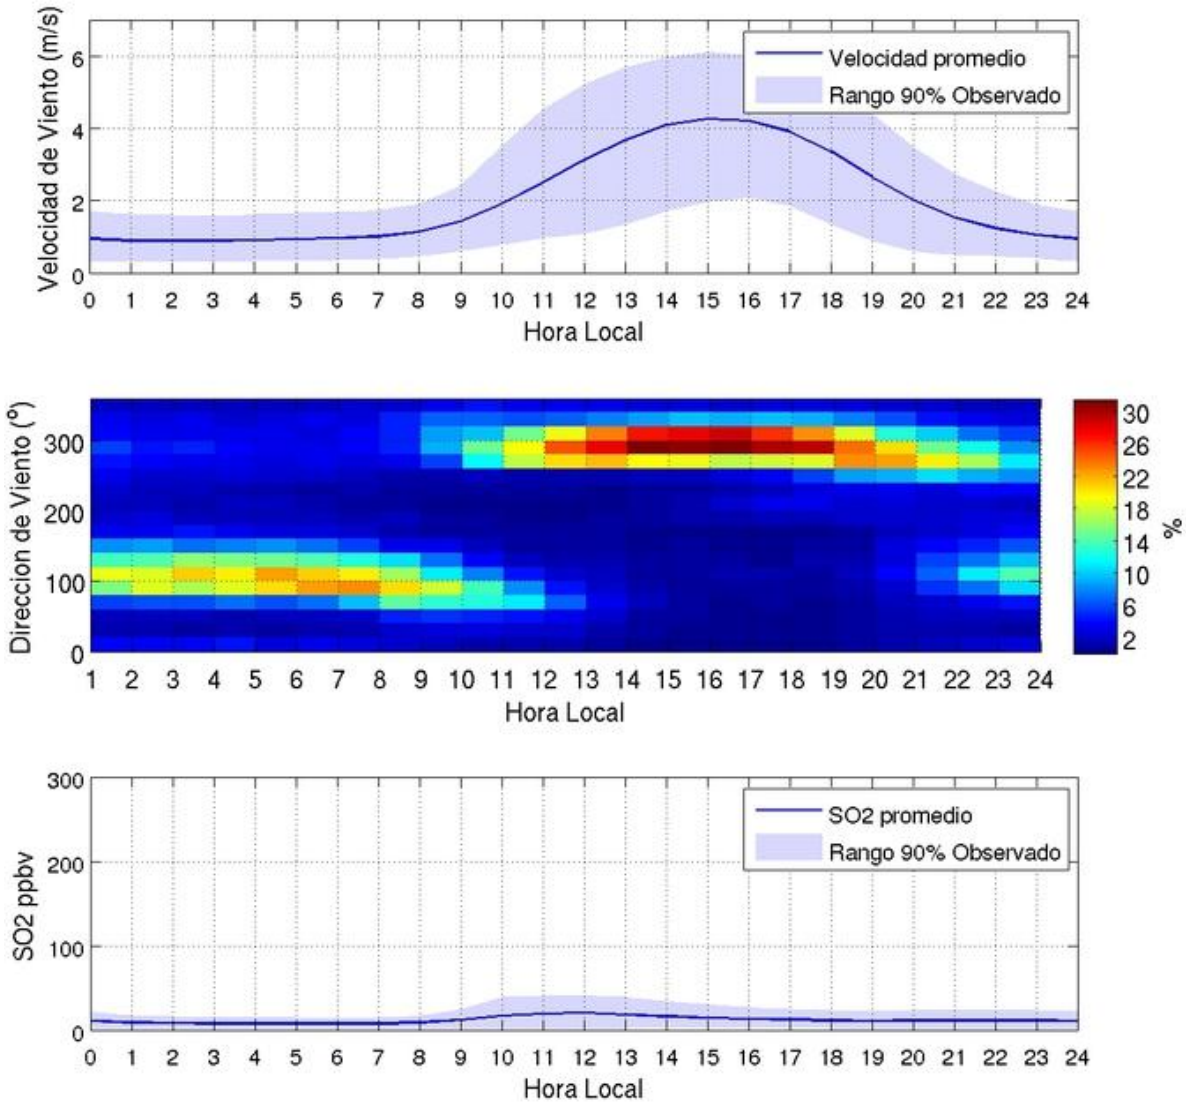 Velocidad de Viento (m/s)
6
4
2
0
Velocidad promedio
Rango 90% Observado
0 1 2 3 4 5 6 7 8 9 10 11 12 13 14 15 16 17 18 19 20 21 22 23 24
Hora Local
Direccion de Viento (º)
300
200
100
0
30
26
22
18
14
10
6
2
%
1 2 3 4 5 6 7 8 9 10 11 12 13 14 15 16 17 18 19 20 21 22 23 24
Hora Local
SO2 ppbv
300
200
100
0
SO2 promedio
Rango 90% Observado
0 1 2 3 4 5 6 7 8 9 10 11 12 13 14 15 16 17 18 19 20 21 22 23 24
Hora Local